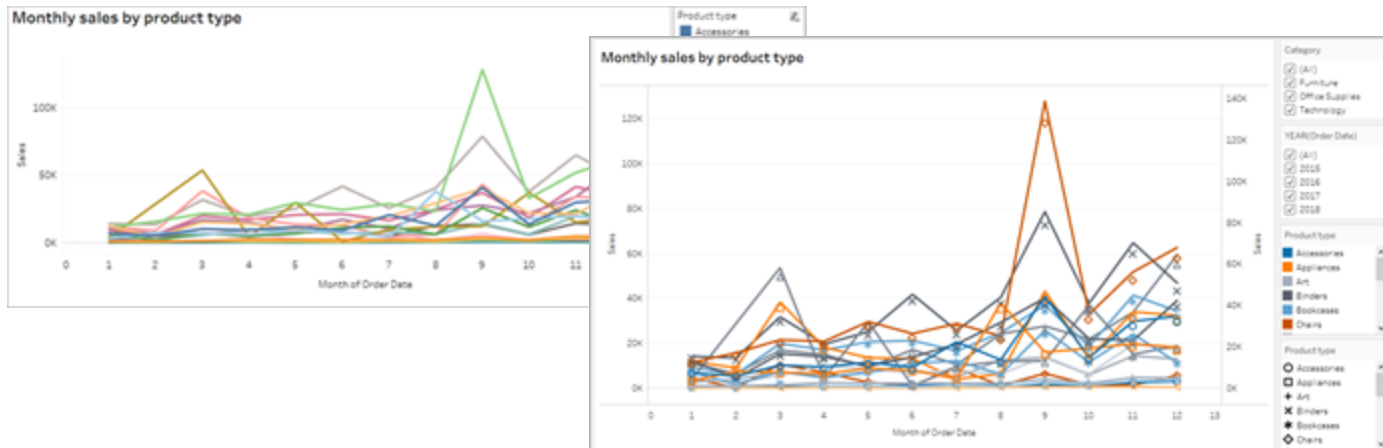 Monthly sales by product type
Product type
Accessories
100K
50K
0K
Sales
0 1 2 3 4 5 6 7 8 9 10 11
Month of Order Date
Monthly sales by product type
120K
100K
80K
60K
40K
20K
0K
Sales
140K
120K
100K
80K
60K
40K
20K
0K
Sales
0 1 2 3 4 5 6 7 8 9 10 11 12 13
Month of Order Date
Category
(All)
Furniture
Office Supplies
Technology
YEAR(Order Date)
(All)
2015
2016
2017
2018
Product type
Accessories
Appliances
Art
Binders
Bookcases
Chairs
Product type
Accessories
Appliances
Art
Binders
Bookcases
Chairs